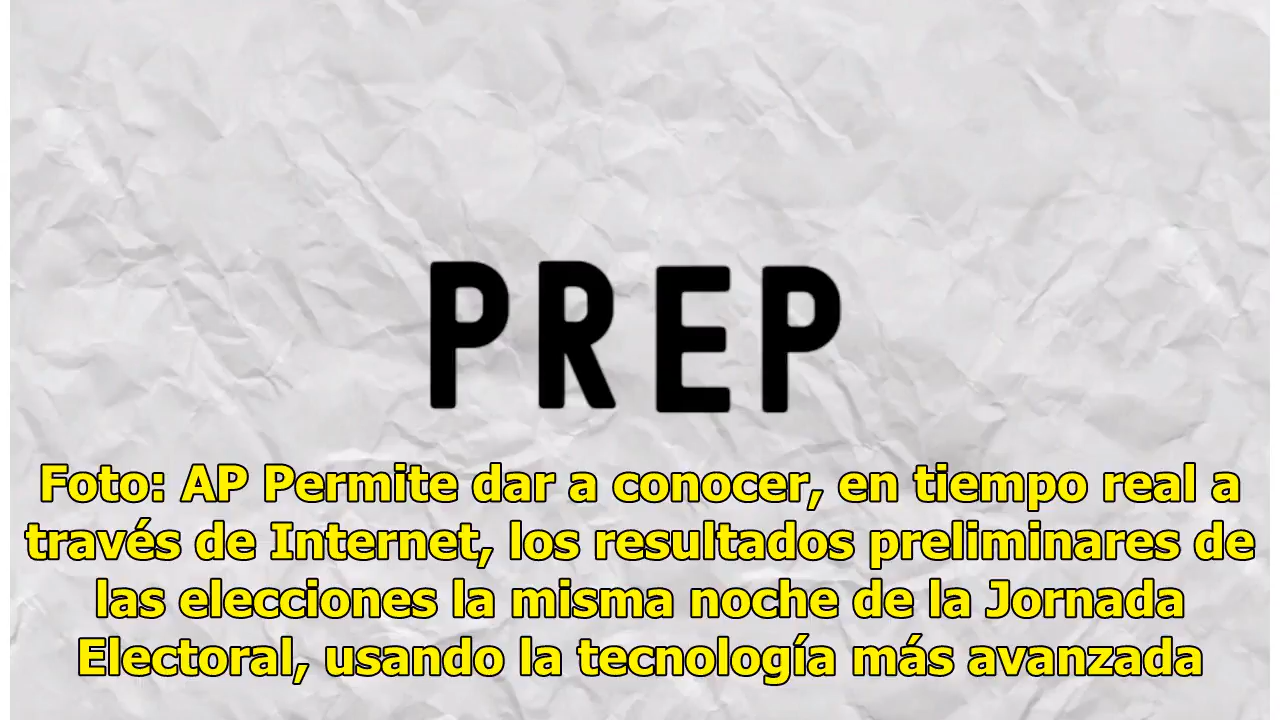 PREP
Foto: AP Permite dar a conocer, en tiempo real a
través de Internet, los resultados preliminares de
las elecciones la misma noche de la Jornada
Electoral, usando la tecnología más avanzada